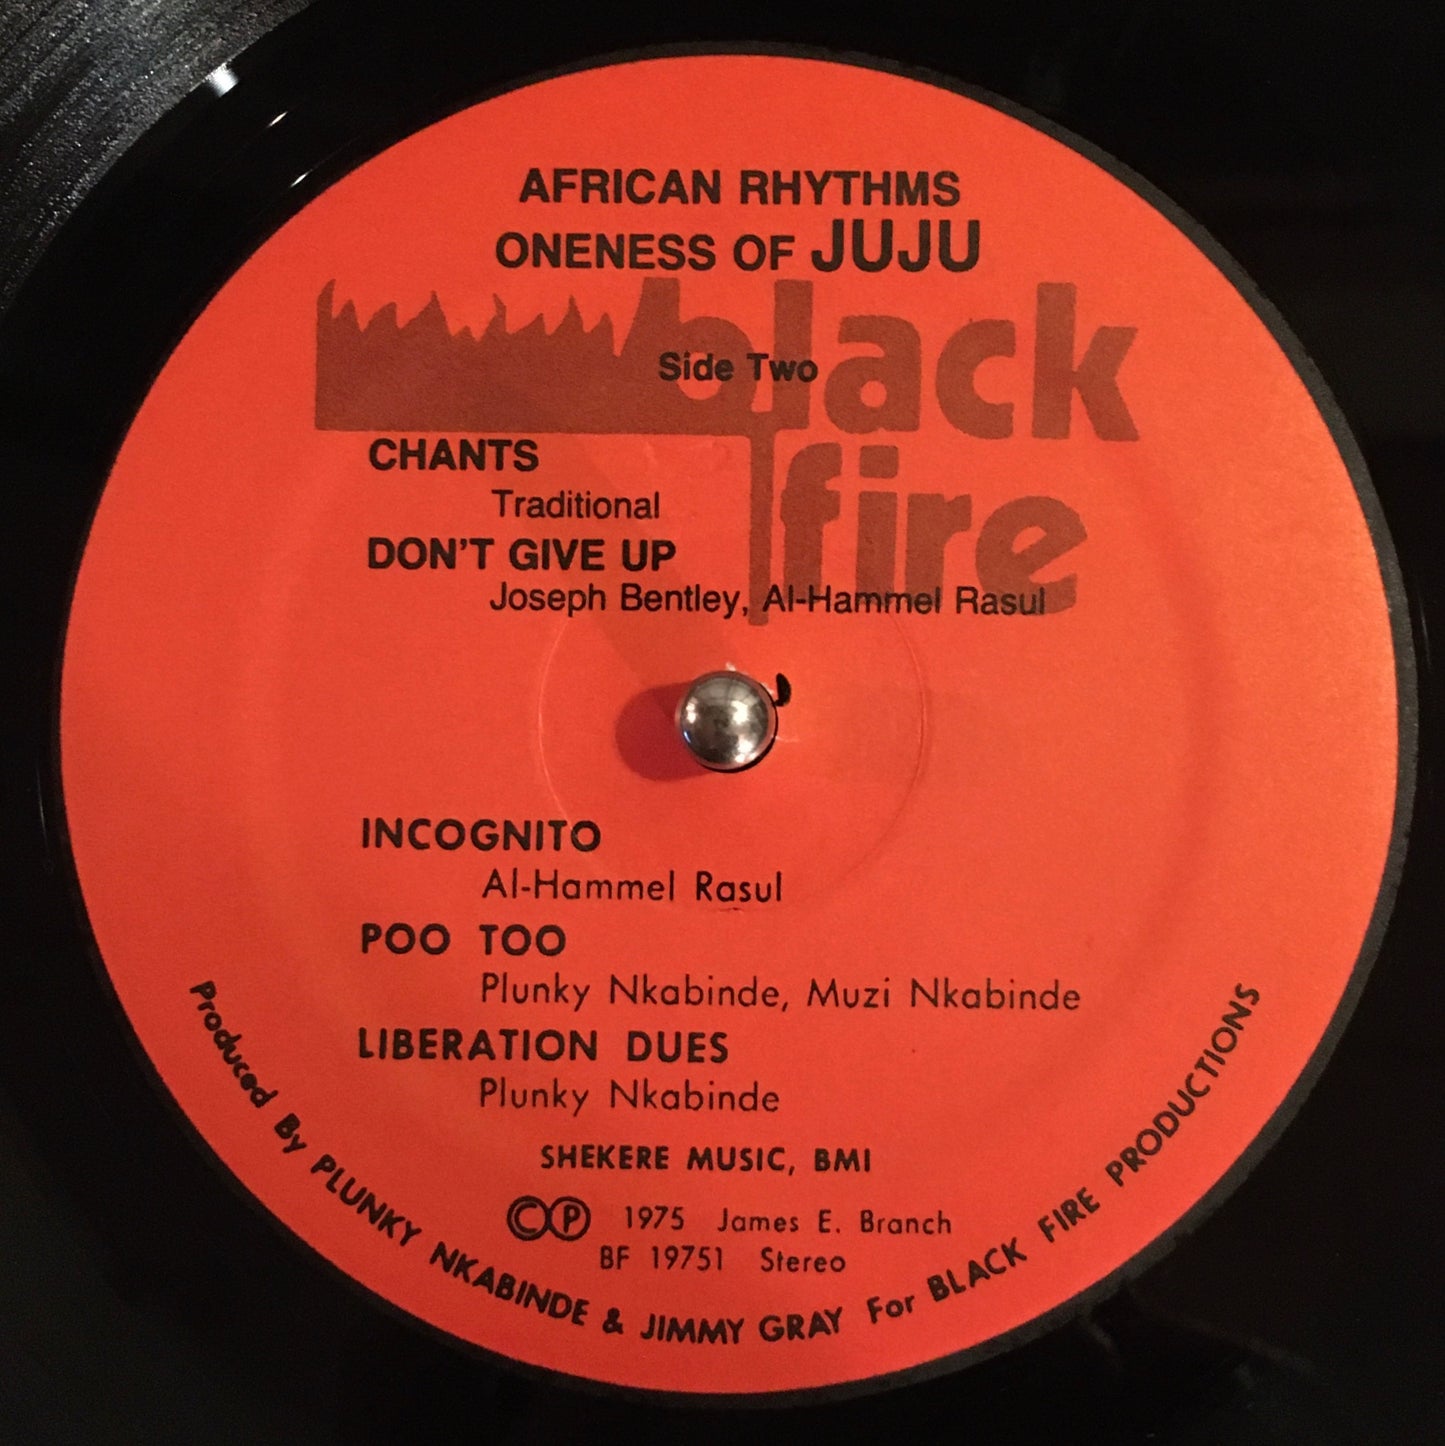 AFRICAN RHYTHMS
ONENESS OF JUJU
black
fire
Side Two
CHANTS
Traditional
DON'T GIVE UP
Joseph Bentley, Al-Hammel Rasul
INCOGNITO
Al-Hammel Rasul
POO TOO
Plunky Nkabinde, Muzi Nkabinde
LIBERATION DUES
Plunky Nkabinde
SHEKERE MUSIC, BMI
©℗ 1975 James E. Branch
BF 19751 Stereo
Produced By PLUNKY NKABINDE & JIMMY GRAY For BLACK FIRE PRODUCTIONS